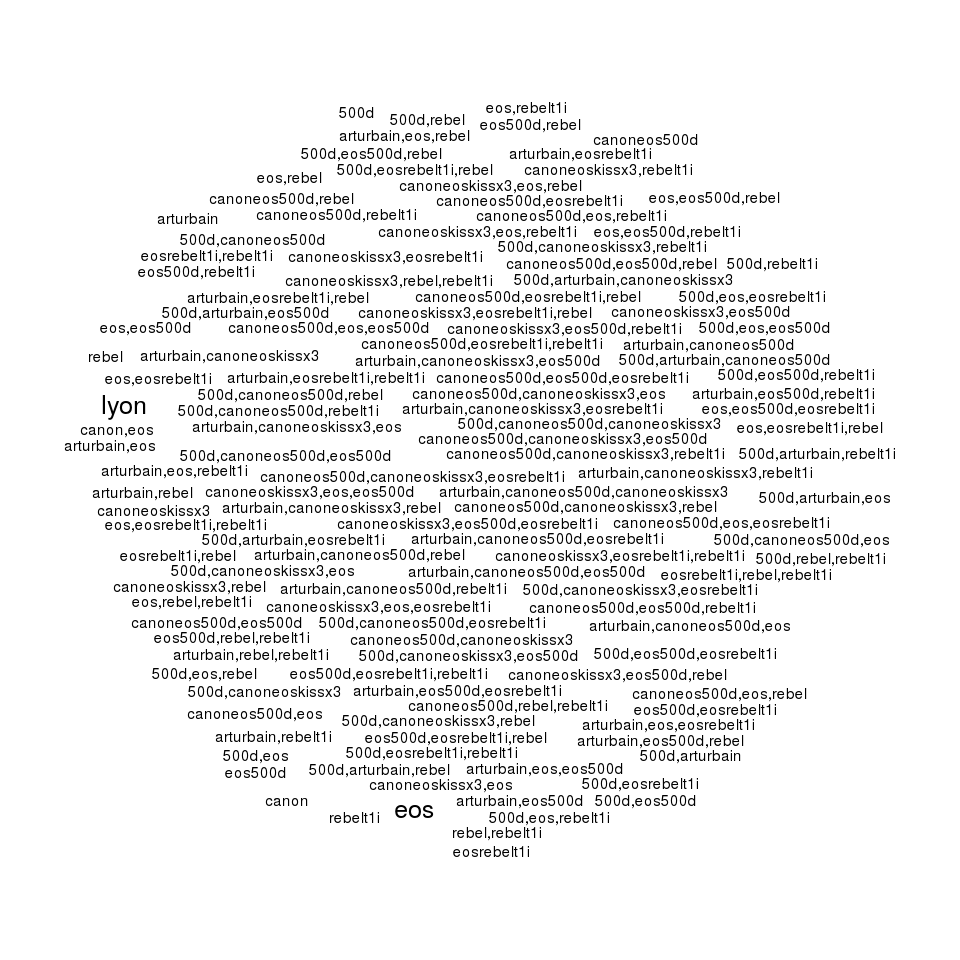 eos,rebelt1i
500d
500d,rebel
eos500d,rebel
arturbain,eos,rebel
canoneos500d
500d,eos500d,rebel
arturbain,eosrebelt1i
500d,eosrebelt1i,rebel
canoneoskissx3,rebelt1i
eos,rebel
canoneoskissx3,eos,rebel
canoneos500d,rebel
canoneos500d,eosrebelt1i
eos,eos500d,rebel
arturbain
canoneos500d,rebelt1i
canoneos500d,eos,rebelt1i
canoneoskissx3,eos,rebelt1i
eos,eos500d,rebelt1i
500d,canoneos500d
500d,canoneoskissx3,rebelt1i
eosrebelt1i,rebelt1i
canoneoskissx3,eosrebelt1i
canoneos500d,eos500d,rebel
500d,rebelt1i
eos500d,rebelt1i
canoneoskissx3,rebel,rebelt1i
500d,arturbain,canoneoskissx3
arturbain,eosrebelt1i,rebel
canoneos500d,eosrebelt1i,rebel
500d,eos,eosrebelt1i
500d,arturbain,eos500d
canoneoskissx3,eosrebelt1i,rebel
canoneoskissx3,eos500d
eos,eos500d
canoneos500d,eos,eos500d
canoneoskissx3,eos500d,rebelt1i
500d,eos,eos500d
canoneos500d,eosrebelt1i,rebelt1i
arturbain,canoneos500d
rebel
arturbain,canoneoskissx3
arturbain,canoneoskissx3,eos500d
500d,arturbain,canoneos500d
eos,eosrebelt1i
arturbain,eosrebelt1i,rebelt1i
canoneos500d,eos500d,eosrebelt1i
500d,eos500d,rebelt1i
lyon
500d,canoneos500d,rebel
500d,canoneos500d,canoneoskissx3,eos
arturbain,eos500d,rebelt1i
500d,canoneos500d,rebelt1i
arturbain,canoneoskissx3,eosrebelt1i
eos,eos500d,eosrebelt1i
canon,eos
arturbain,canoneoskissx3,eos
500d,canoneos500d,canoneoskissx3
eos,eosrebelt1i,rebel
arturbain,eos
canoneos500d,canoneoskissx3,eos500d
500d,canoneos500d,eos500d
canoneos500d,canoneoskissx3,rebelt1i
500d,arturbain,rebelt1i
arturbain,eos,rebelt1i
canoneos500d,canoneoskissx3,eosrebelt1i
arturbain,canoneoskissx3,rebelt1i
arturbain,rebel
canoneoskissx3,eos,eos500d
arturbain,canoneos500d,canoneoskissx3
500d,arturbain,eos
canoneoskissx3
arturbain,canoneoskissx3,rebel
canoneos500d,canoneoskissx3,rebel
eos,eosrebelt1i,rebelt1i
canoneoskissx3,eos500d,eosrebelt1i
canoneos500d,eos,eosrebelt1i
500d,arturbain,eosrebelt1i
arturbain,canoneos500d,eosrebelt1i
500d,canoneos500d,eos
eosrebelt1i,rebel
arturbain,canoneos500d,rebel
canoneoskissx3,eosrebelt1i,rebelt1i
500d,rebel,rebelt1i
500d,canoneoskissx3,eos
arturbain,canoneos500d,eos500d
eosrebelt1i,rebel,rebelt1i
canoneoskissx3,rebel
arturbain,canoneos500d,rebelt1i
500d,canoneoskissx3,eosrebelt1i
eos,rebel,rebelt1i
canoneoskissx3,eos,eosrebelt1i
canoneos500d,eos500d,rebelt1i
canoneos500d,eos500d
500d,canoneos500d,eosrebelt1i
arturbain,canoneos500d,eos
eos500d,rebel,rebelt1i
canoneos500d,canoneoskissx3
arturbain,rebel,rebelt1i
500d,canoneoskissx3,eos500d
500d,eos500d,eosrebelt1i
500d,eos,rebel
eos500d,eosrebelt1i,rebelt1i
canoneoskissx3,eos500d,rebel
500d,canoneoskissx3
arturbain,eos500d,eosrebelt1i
canoneos500d,eos,rebel
canoneos500d,rebel,rebelt1i
eos500d,eosrebelt1i
canoneos500d,eos
500d,canoneoskissx3,rebel
arturbain,eos,eosrebelt1i
arturbain,rebelt1i
eos500d,eosrebelt1i,rebel
arturbain,eos500d,rebel
500d,eos
500d,eosrebelt1i,rebelt1i
500d,arturbain
eos500d
500d,arturbain,rebel
arturbain,eos,eos500d
canoneoskissx3,eos
500d,eosrebelt1i
canon
arturbain,eos500d
500d,eos500d
rebelt1i
eos
500d,eos,rebelt1i
rebel,rebelt1i
eosrebelt1i